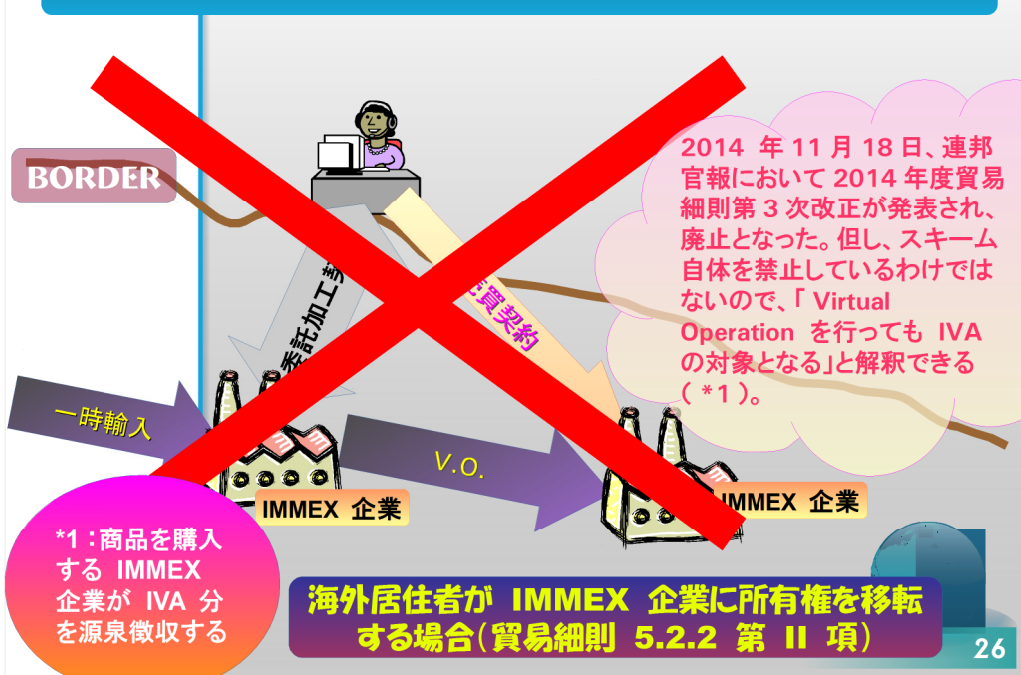 BORDER
2014 年 11 月 18 日、連邦
官報において 2014 年度貿易
細則第 3 次改正が発表され、
廃止となった。但し、スキーム
自体を禁止しているわけでは
ないので、「 Virtual
Operation を行っても IVA
の対象となる」と解釈できる
( *1 )。
委託加工契
買契約
一時輸入
V.O.
IMMEX 企業
IMMEX 企業
*1 ：商品を購入
する IMMEX
企業が IVA 分
を源泉徴収する
海外居住者が IMMEX 企業に所有権を移転
する場合(貿易細則 5.2.2 第 II 項)
26